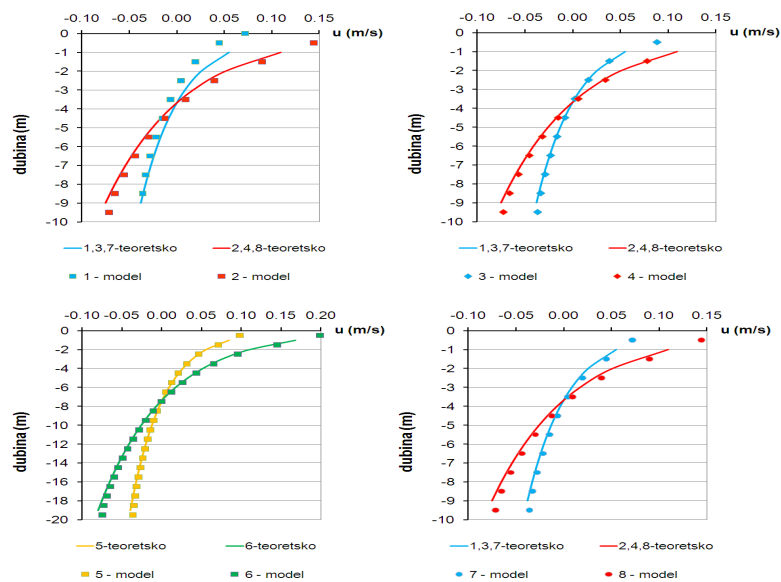 -0.10 -0.05 0.00 0.05 0.10 0.15
u (m/s)
0
-1
-2
-3
-4
-5
-6
-7
-8
-9
-10
dubina (m)
1,3,7-teoretsko 2,4,8-teoretsko
1 - model 2 - model
-0.10 -0.05 0.00 0.05 0.10 0.15
u (m/s)
0
-1
-2
-3
-4
-5
-6
-7
-8
-9
-10
dubina (m)
1,3,7-teoretsko 2,4,8-teoretsko
3 - model 4 - model
-0.10 -0.05 0.00 0.05 0.10 0.15 0.20
u (m/s)
0
-2
-4
-6
-8
-10
-12
-14
-16
-18
-20
dubina (m)
5-teoretsko 6-teoretsko
5 - model 6 - model
-0.10 -0.05 0.00 0.05 0.10 0.15
u (m/s)
0
-1
-2
-3
-4
-5
-6
-7
-8
-9
-10
dubina (m)
1,3,7-teoretsko 2,4,8-teoretsko
7 - model 8 - model